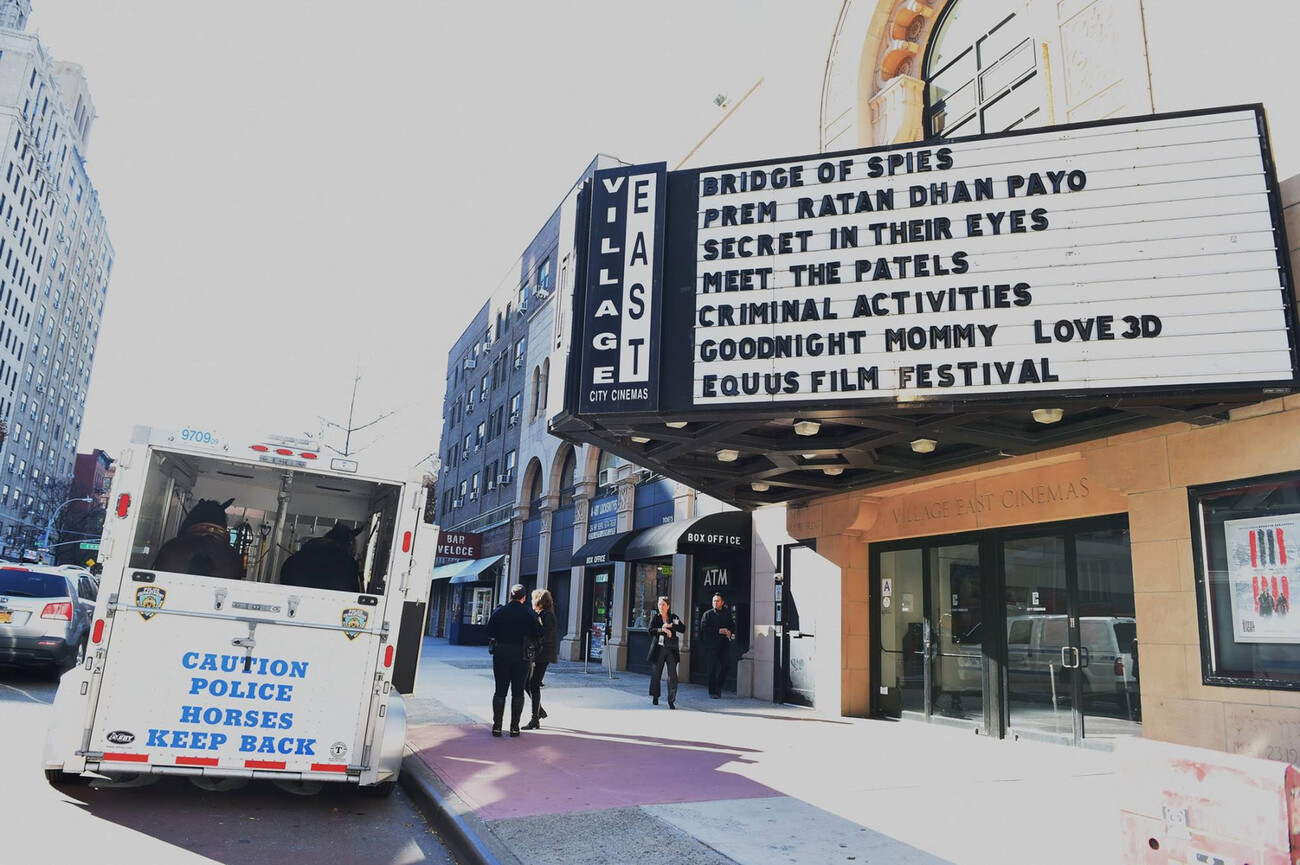 VILLAGE
EAST
CITY CINEMAS
BRIDGE OF SPIES
PREM RATAN DHAN PAYO
SECRET IN THEIR EYES
MEET THE PATELS
CRIMINAL ACTIVITIES
GOODNIGHT MOMMY LOVE 3D
EQUUS FILM FESTIVAL
VILLAGE EAST CINEMAS
9709
CAUTION
POLICE
HORSES
KEEP BACK
BAR
VELOCE
BOX OFFICE
BOX OFFICE
ATM
A